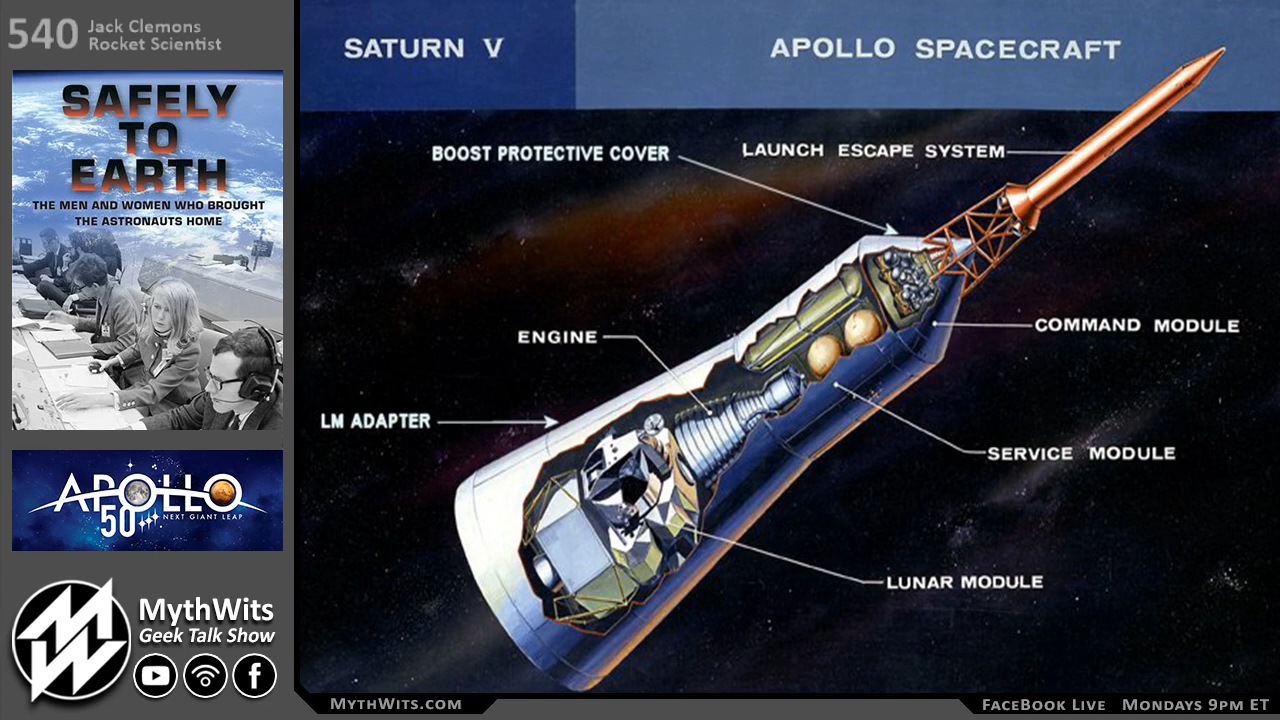 540
Jack Clemons
Rocket Scientist
SAFELY
TO
EARTH
THE MEN AND WOMEN WHO BROUGHT
THE ASTRONAUTS HOME
APOLLO
50
NEXT GIANT LEAP
MythWits
Geek Talk Show
SATURN V
APOLLO SPACECRAFT
BOOST PROTECTIVE COVER
LAUNCH ESCAPE SYSTEM
ENGINE
COMMAND MODULE
LM ADAPTER
SERVICE MODULE
LUNAR MODULE
MYTHWITS.COM
FACEBOOK LIVE MONDAYS 9PM ET